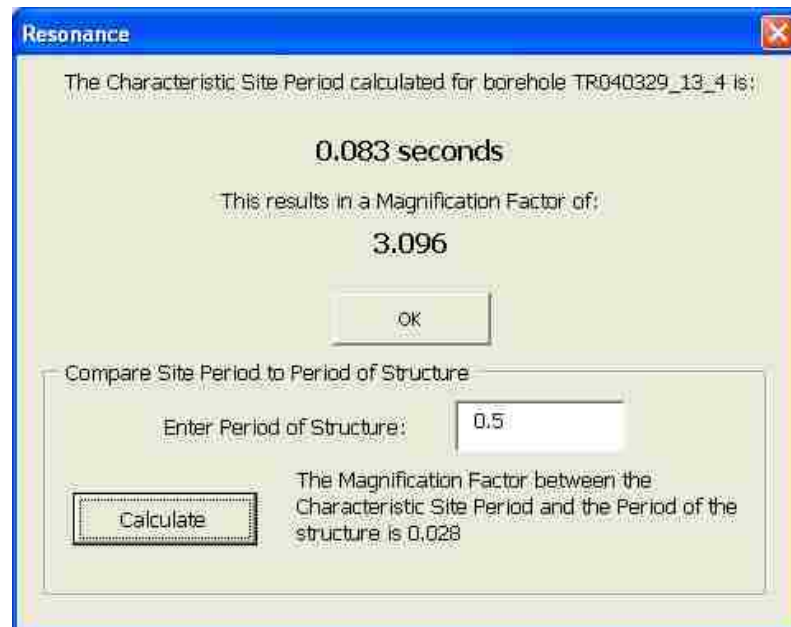 Resonance
The Characteristic Site Period calculated for borehole TR040329_13_4 is:
0.083 seconds
This results in a Magnification Factor of:
3.096
OK
Compare Site Period to Period of Structure
Enter Period of Structure: 0.5
The Magnification Factor between the
Characteristic Site Period and the Period of the
structure is 0.028
Calculate